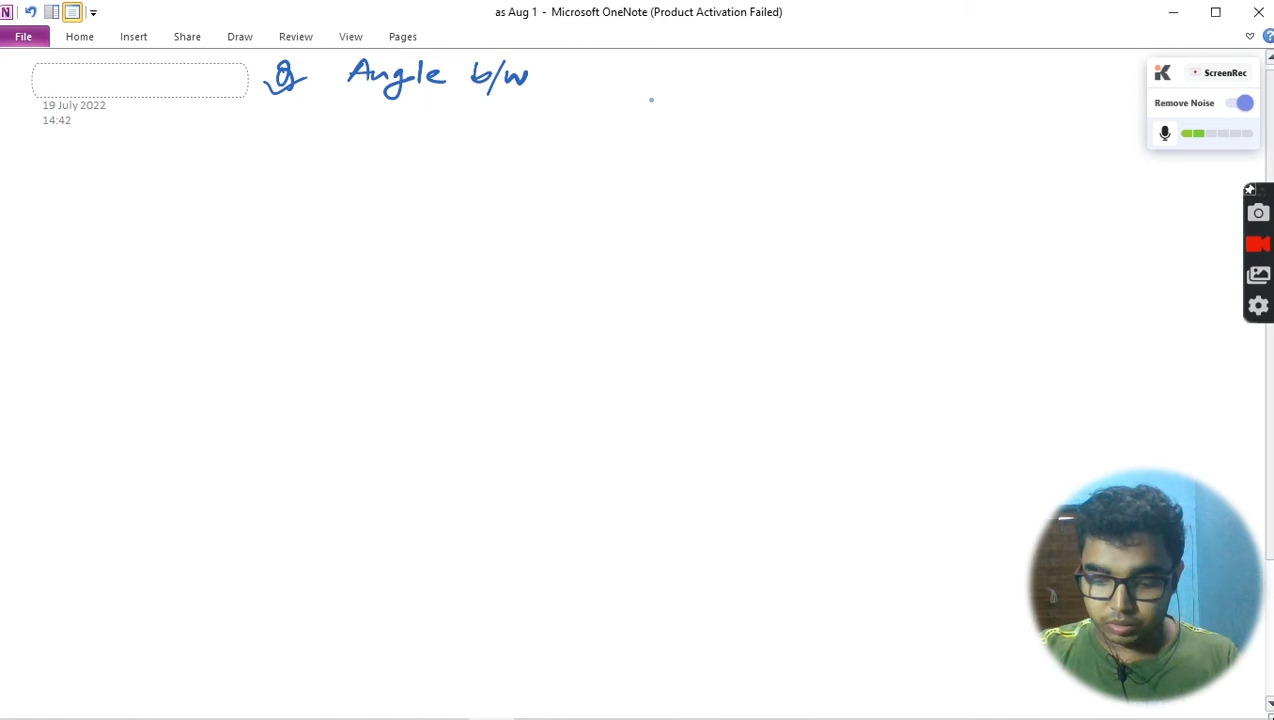 as Aug 1 - Microsoft OneNote (Product Activation Failed)
File Home Insert Share Draw Review View Pages
Q Angle b/w
19 July 2022
14:42
ScreenRec
Remove Noise